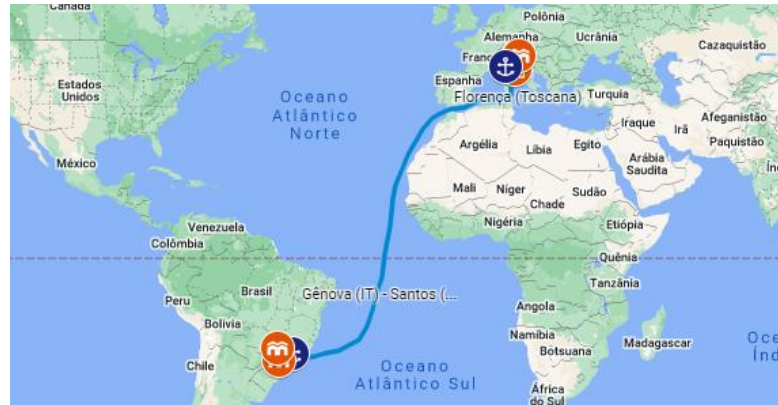 Canadá
Polônia
Alemanha
Ucrânia
Cazaquistão
Estados
Unidos
Oceano
Atlântico
Norte
Espanha
Florença (Toscana)
Turquia
Afeganistão
Iraque
Irã
Paquistão
Argélia
Líbia
Egito
Arábia
Saudita
México
Mali
Níger
Sudão
Chade
Venezuela
Nigéria
Etiópia
Colômbia
Quênia
Gênova (IT) - Santos (...
Brasil
Tanzânia
Peru
Angola
Bolívia
Namíbia
Botsuana
Madagascar
Chile
Oceano
Atlântico Sul
África
do Sul